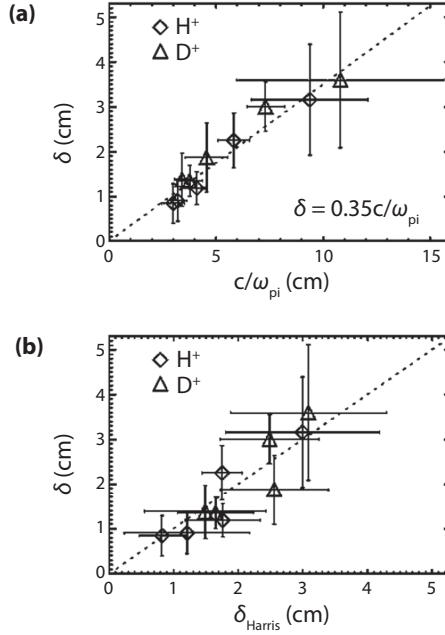 (a)
H⁺
D⁺
5
4
3
2
1
0
δ (cm)
δ = 0.35c/ω_pi
0 5 10 15
c/ω_pi (cm)
(b)
H⁺
D⁺
5
4
3
2
1
0
δ (cm)
0 1 2 3 4 5
δ_Harris (cm)